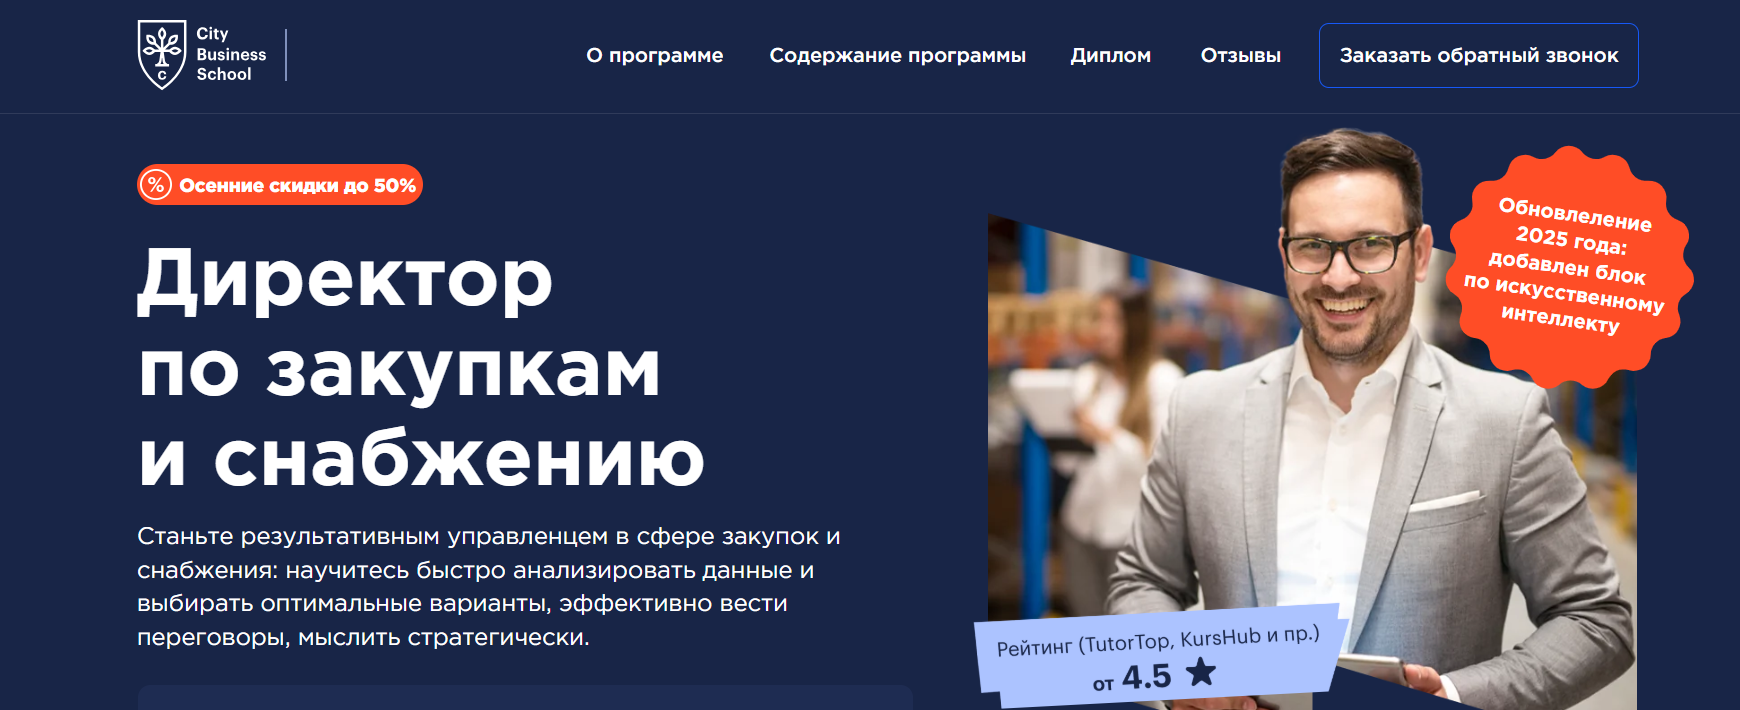 City
Business
School
C
О программе
Содержание программы
Диплом
Отзывы
Заказать обратный звонок
% Осенние скидки до 50%
Директор
по закупкам
и снабжению
Станьте результативным управленцем в сфере закупок и
снабжения: научитесь быстро анализировать данные и
выбирать оптимальные варианты, эффективно вести
переговоры, мыслить стратегически.
Обновлеление
2025 года:
добавлен блок
по искусственному
интеллекту
Рейтинг (TutorTop, KursHub и пр.)
от 4.5 ★